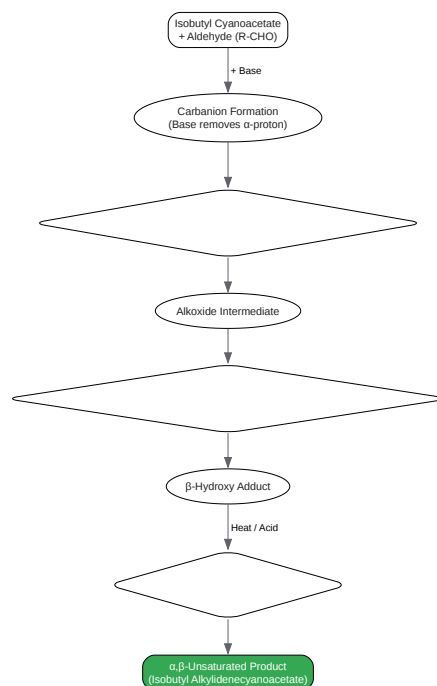 Isobutyl Cyanoacetate
+ Aldehyde (R-CHO)
+ Base
Carbanion Formation
(Base removes α-proton)
Alkoxide Intermediate
β-Hydroxy Adduct
Heat / Acid
α,β-Unsaturated Product
(Isobutyl Alkylidenecyanoacetate)